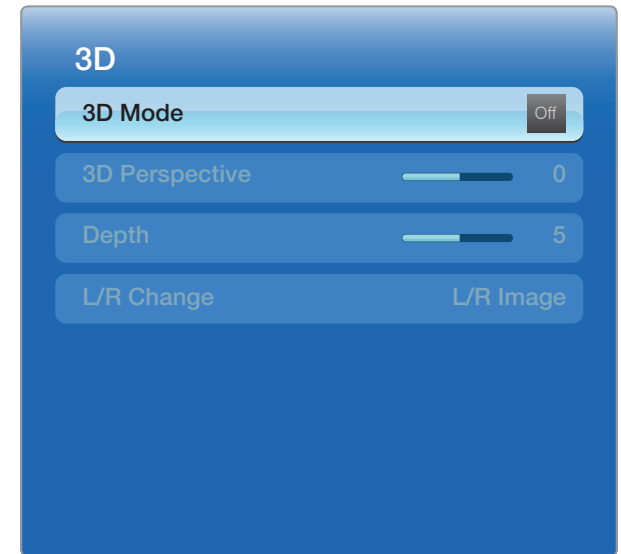 3D
3D Mode Off
3D Perspective 0
Depth 5
L/R Change L/R Image